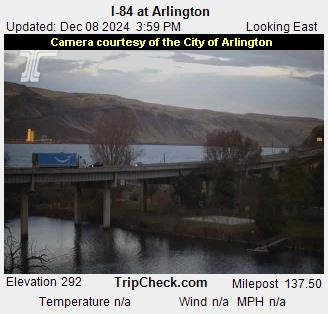 I-84 at Arlington
Updated: Dec 08 2024 3:59 PM Looking East
Camera courtesy of the City of Arlington
Elevation 292 TripCheck.com Milepost 137.50
Temperature n/a Wind n/a MPH n/a